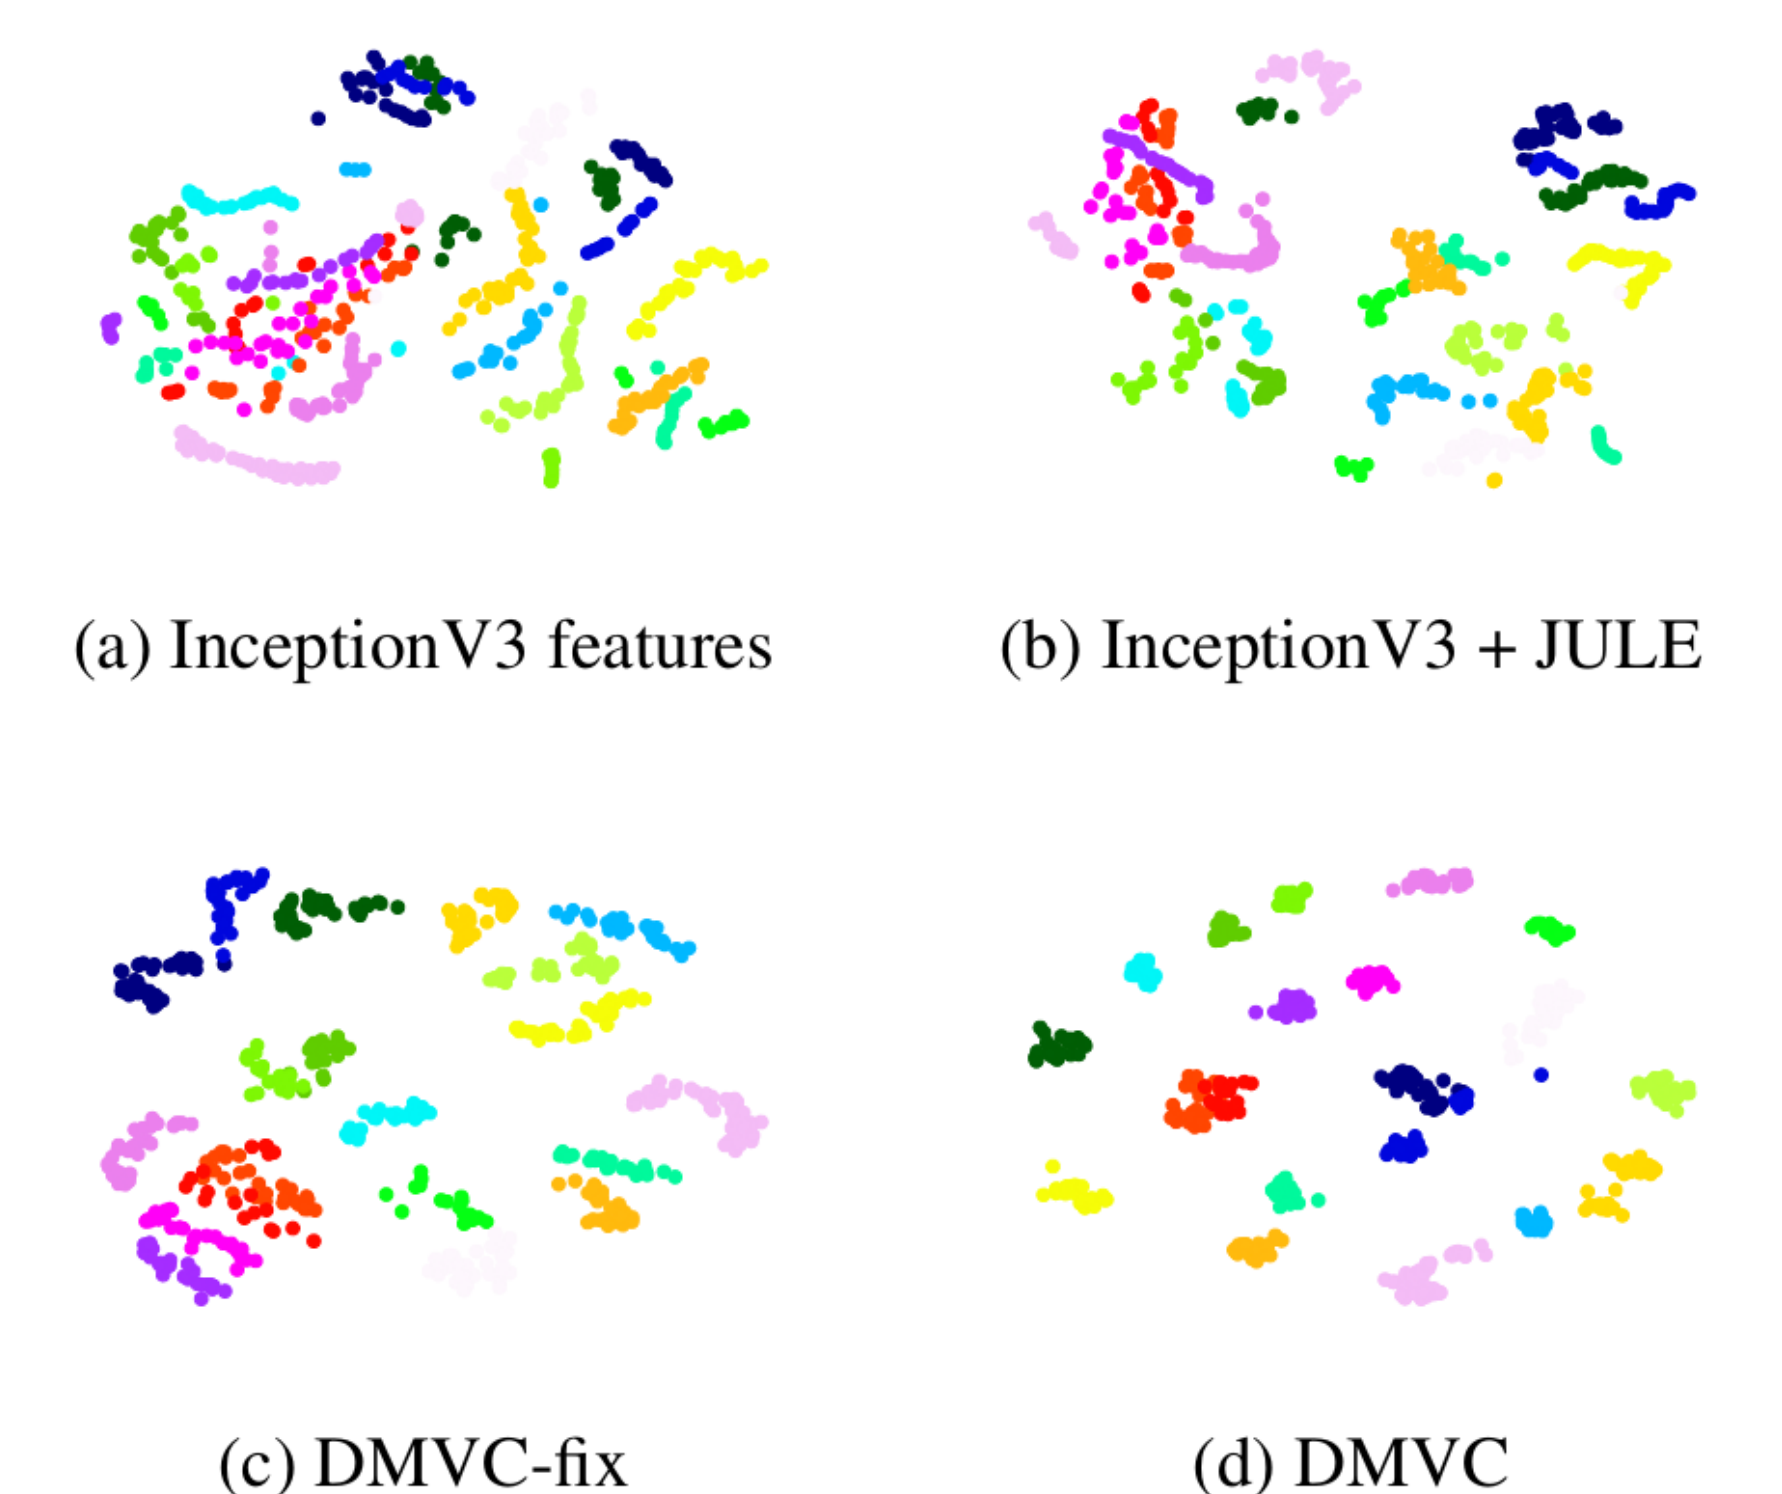 (a) InceptionV3 features
(b) InceptionV3 + JULE
(c) DMVC-fix
(d) DMVC